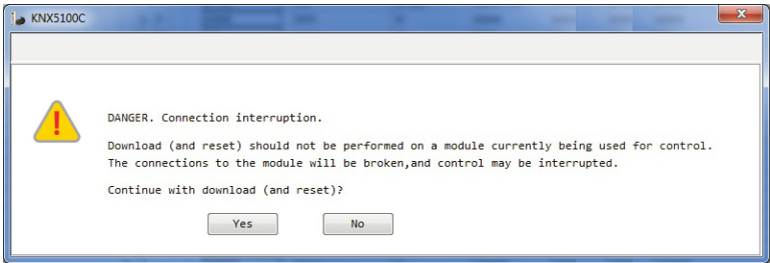 KNX5100C
DANGER. Connection interruption.
Download (and reset) should not be performed on a module currently being used for control.
The connections to the module will be broken,and control may be interrupted.
Continue with download (and reset)?
Yes No